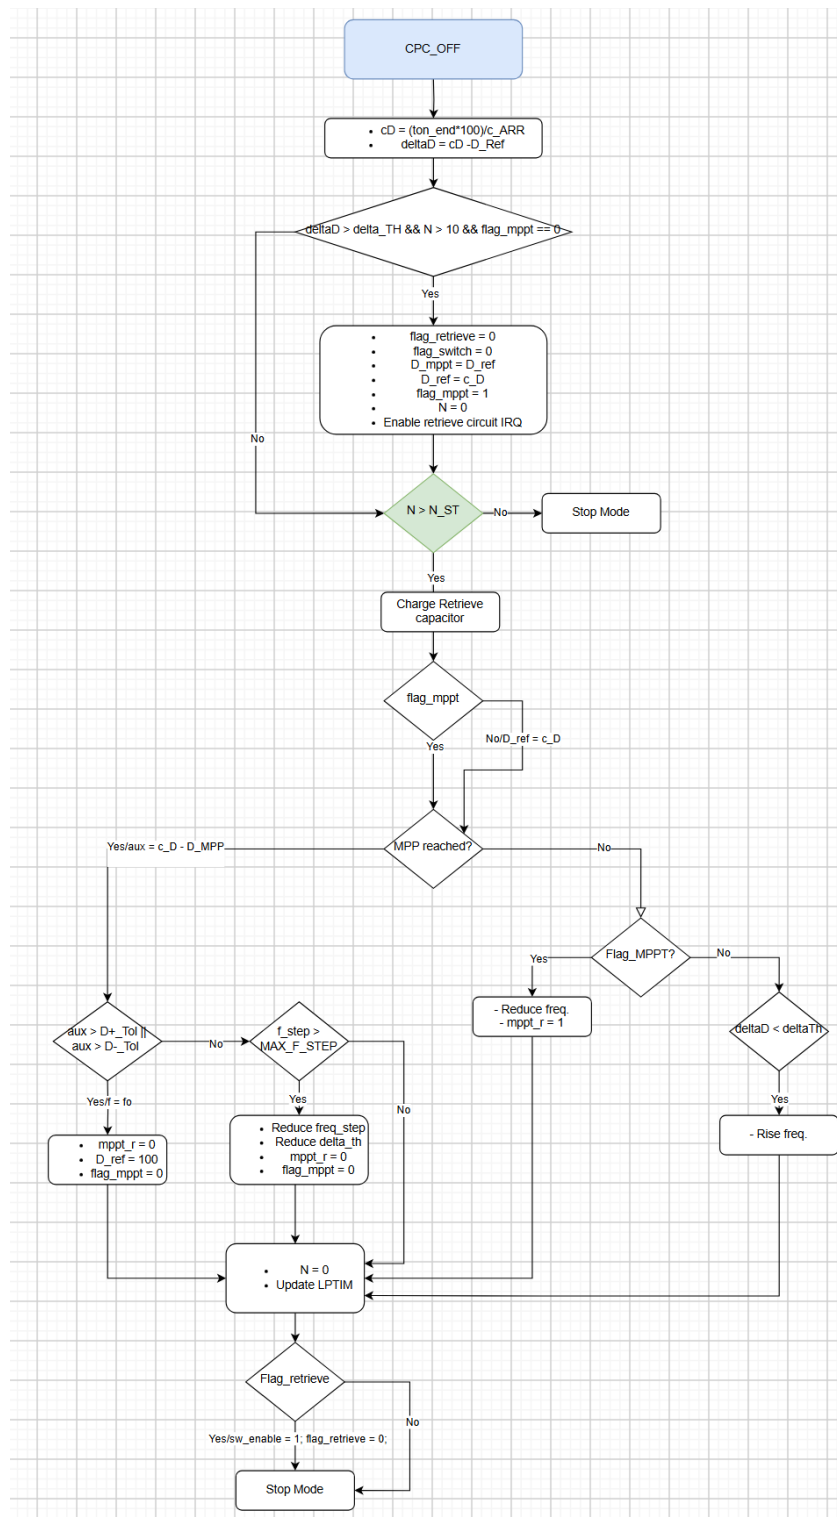 CPC_OFF
• cD = (ton_end*100)/c_ARR
• deltaD = cD -D_Ref
deltaD > delta_TH && N > 10 && flag_mppt == 0
Yes
• flag_retrieve = 0
• flag_switch = 0
• D_mppt = D_ref
• D_ref = c_D
• flag_mppt = 1
• N = 0
• Enable retrieve circuit IRQ
No
N > N_ST
No
Stop Mode
Yes
Charge Retrieve
capacitor
flag_mppt
No/D_ref = c_D
Yes
MPP reached?
Yes/aux = c_D - D_MPP
No
Flag_MPPT?
Yes
No
- Reduce freq.
- mppt_r = 1
deltaD < deltaTh
Yes
- Rise freq.
aux > D+_Tol ||
aux > D-_Tol
No
f_step >
MAX_F_STEP
Yes/f = fo
Yes
No
• mppt_r = 0
• D_ref = 100
• flag_mppt = 0
• Reduce freq_step
• Reduce delta_th
• mppt_r = 0
• flag_mppt = 0
• N = 0
• Update LPTIM
Flag_retrieve
No
Yes/sw_enable = 1; flag_retrieve = 0;
Stop Mode